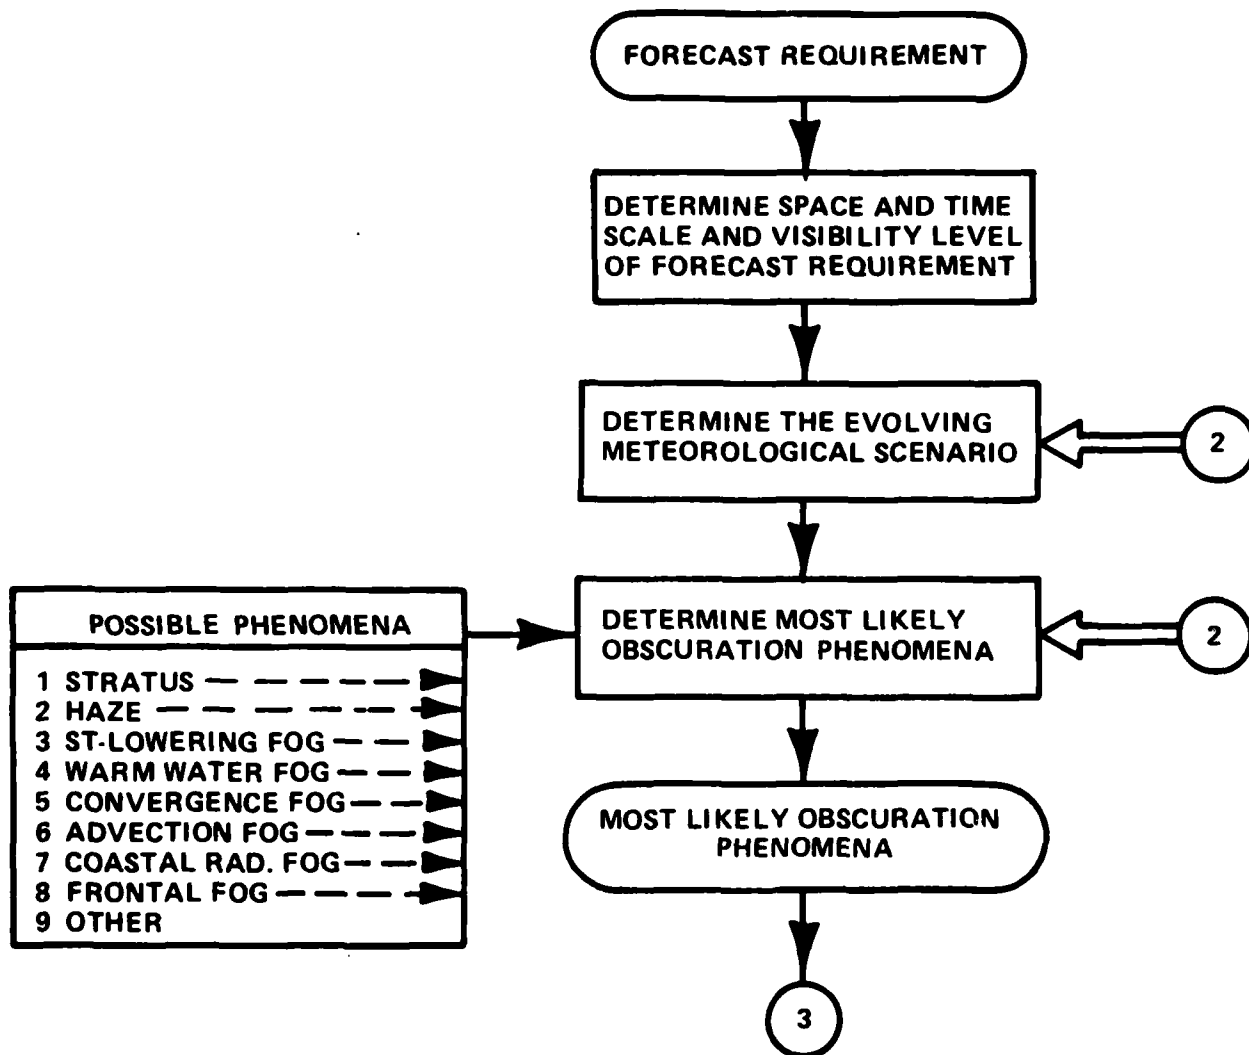 FORECAST REQUIREMENT
DETERMINE SPACE AND TIME
SCALE AND VISIBILITY LEVEL
OF FORECAST REQUIREMENT
DETERMINE THE EVOLVING
METEOROLOGICAL SCENARIO
2
POSSIBLE PHENOMENA
1 STRATUS
2 HAZE
3 ST-LOWERING FOG
4 WARM WATER FOG
5 CONVERGENCE FOG
6 ADVECTION FOG
7 COASTAL RAD. FOG
8 FRONTAL FOG
9 OTHER
DETERMINE MOST LIKELY
OBSCURATION PHENOMENA
2
MOST LIKELY OBSCURATION
PHENOMENA
3